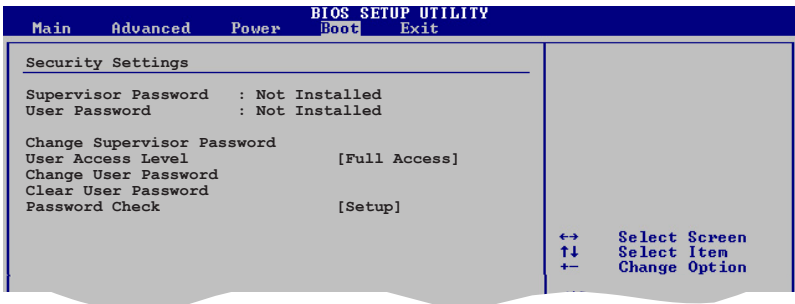 BIOS SETUP UTILITY
Main Advanced Power Boot Exit
Security Settings
Supervisor Password : Not Installed
User Password : Not Installed
Change Supervisor Password
User Access Level [Full Access]
Change User Password
Clear User Password
Password Check [Setup]
←→ Select Screen
↑↓ Select Item
+- Change Option